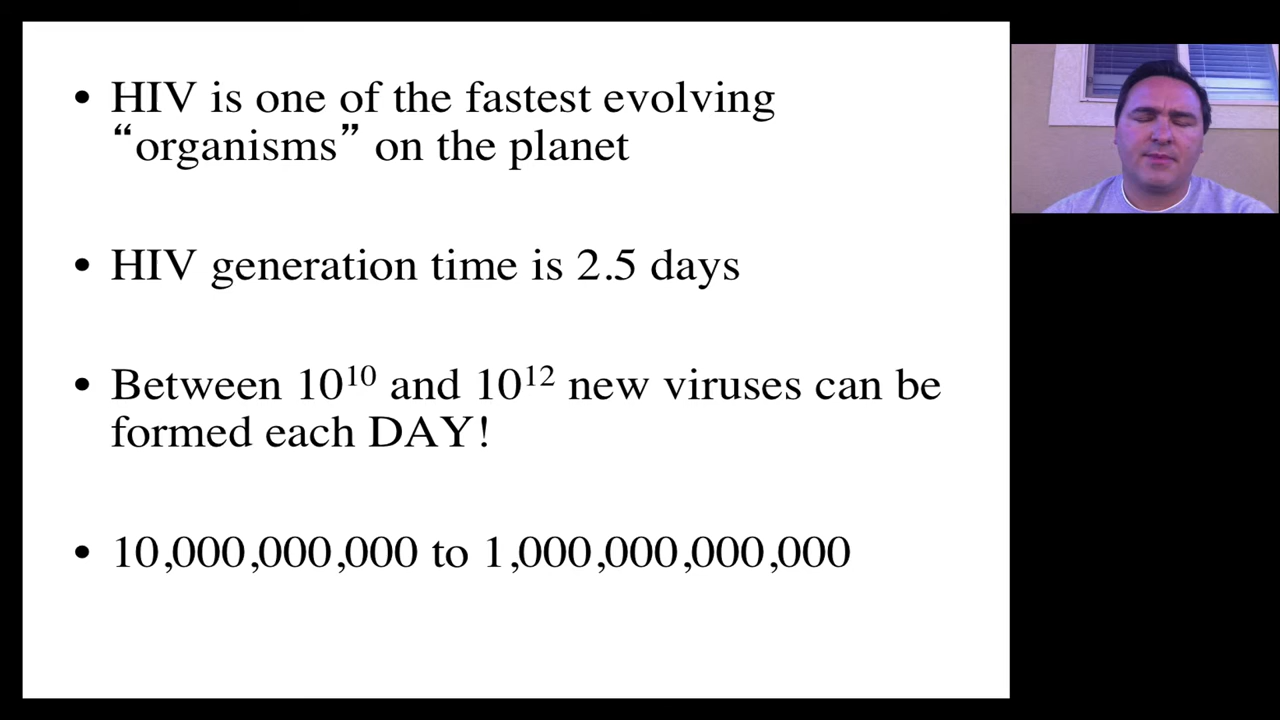 • HIV is one of the fastest evolving
“organisms” on the planet
• HIV generation time is 2.5 days
• Between 10¹⁰ and 10¹² new viruses can be
formed each DAY!
• 10,000,000,000 to 1,000,000,000,000